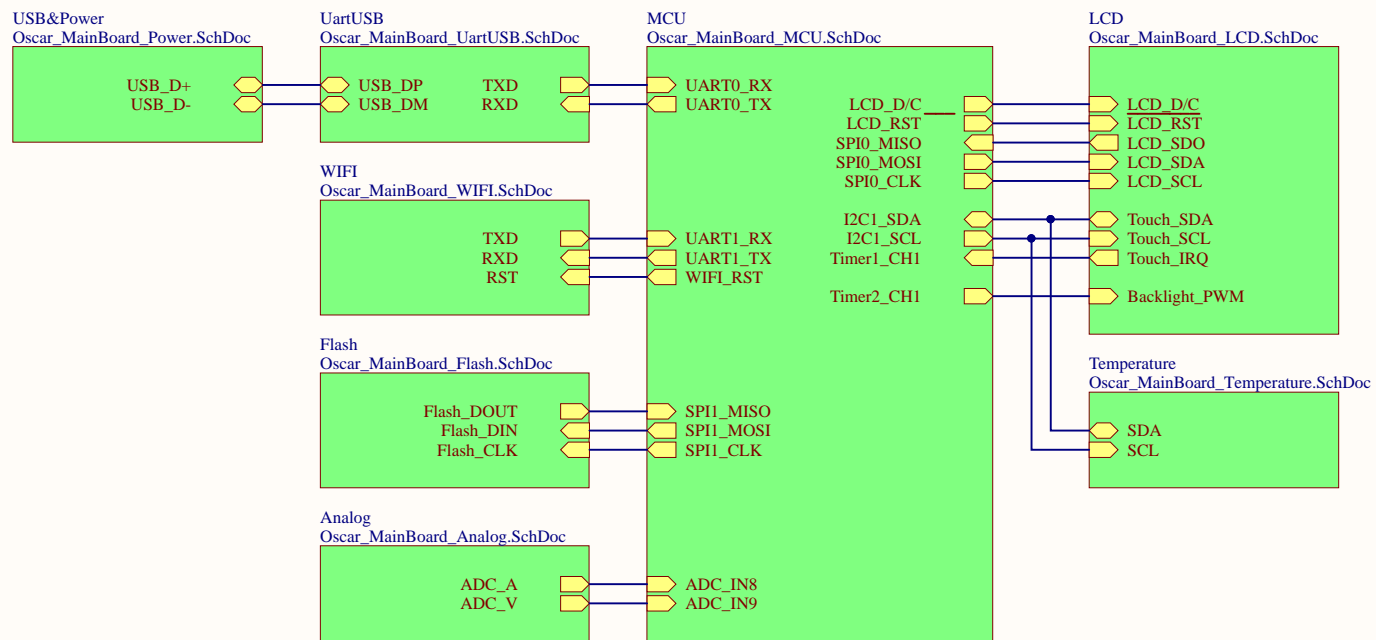 USB&Power
Oscar_MainBoard_Power.SchDoc
USB_D+
USB_D-
UartUSB
Oscar_MainBoard_UartUSB.SchDoc
USB_DP TXD
USB_DM RXD
WIFI
Oscar_MainBoard_WIFI.SchDoc
TXD
RXD
RST
Flash
Oscar_MainBoard_Flash.SchDoc
Flash_DOUT
Flash_DIN
Flash_CLK
Analog
Oscar_MainBoard_Analog.SchDoc
ADC_A
ADC_V
MCU
Oscar_MainBoard_MCU.SchDoc
UART0_RX
UART0_TX
UART1_RX
UART1_TX
WIFI_RST
SPI1_MISO
SPI1_MOSI
SPI1_CLK
ADC_IN8
ADC_IN9
LCD_D/C
LCD_RST
SPI0_MISO
SPI0_MOSI
SPI0_CLK
I2C1_SDA
I2C1_SCL
Timer1_CH1
Timer2_CH1
LCD
Oscar_MainBoard_LCD.SchDoc
LCD_D/C
LCD_RST
LCD_SDO
LCD_SDA
LCD_SCL
Touch_SDA
Touch_SCL
Touch_IRQ
Backlight_PWM
Temperature
Oscar_MainBoard_Temperature.SchDoc
SDA
SCL